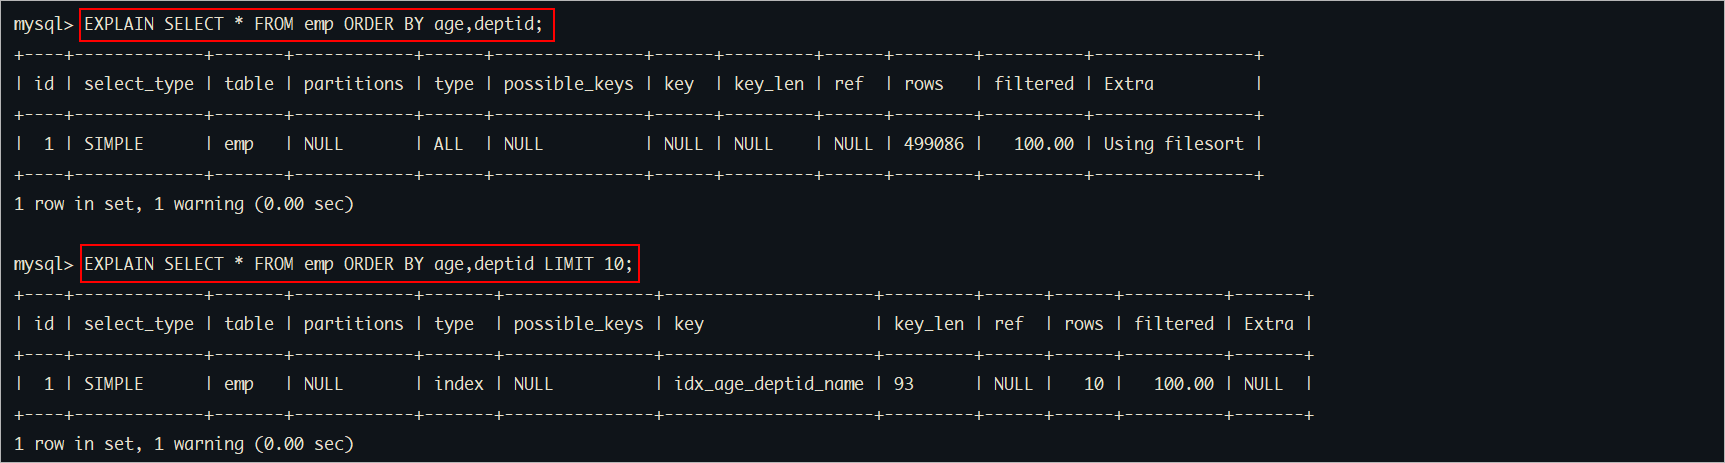 mysql> EXPLAIN SELECT * FROM emp ORDER BY age,deptid;
+----+-------------+-------+------------+------+---------------+------+---------+------+--------+----------+----------------+
| id | select_type | table | partitions | type | possible_keys | key  | key_len | ref  | rows   | filtered | Extra          |
+----+-------------+-------+------------+------+---------------+------+---------+------+--------+----------+----------------+
|  1 | SIMPLE      | emp   | NULL       | ALL  | NULL          | NULL | NULL    | NULL | 499086 |   100.00 | Using filesort |
+----+-------------+-------+------------+------+---------------+------+---------+------+--------+----------+----------------+
1 row in set, 1 warning (0.00 sec)
mysql> EXPLAIN SELECT * FROM emp ORDER BY age,deptid LIMIT 10;
+----+-------------+-------+------------+-------+---------------+---------------------+---------+------+------+----------+-------+
| id | select_type | table | partitions | type  | possible_keys | key                 | key_len | ref  | rows | filtered | Extra |
+----+-------------+-------+------------+-------+---------------+---------------------+---------+------+------+----------+-------+
|  1 | SIMPLE      | emp   | NULL       | index | NULL          | idx_age_deptid_name | 93      | NULL |   10 |   100.00 | NULL  |
+----+-------------+-------+------------+-------+---------------+---------------------+---------+------+------+----------+-------+
1 row in set, 1 warning (0.00 sec)